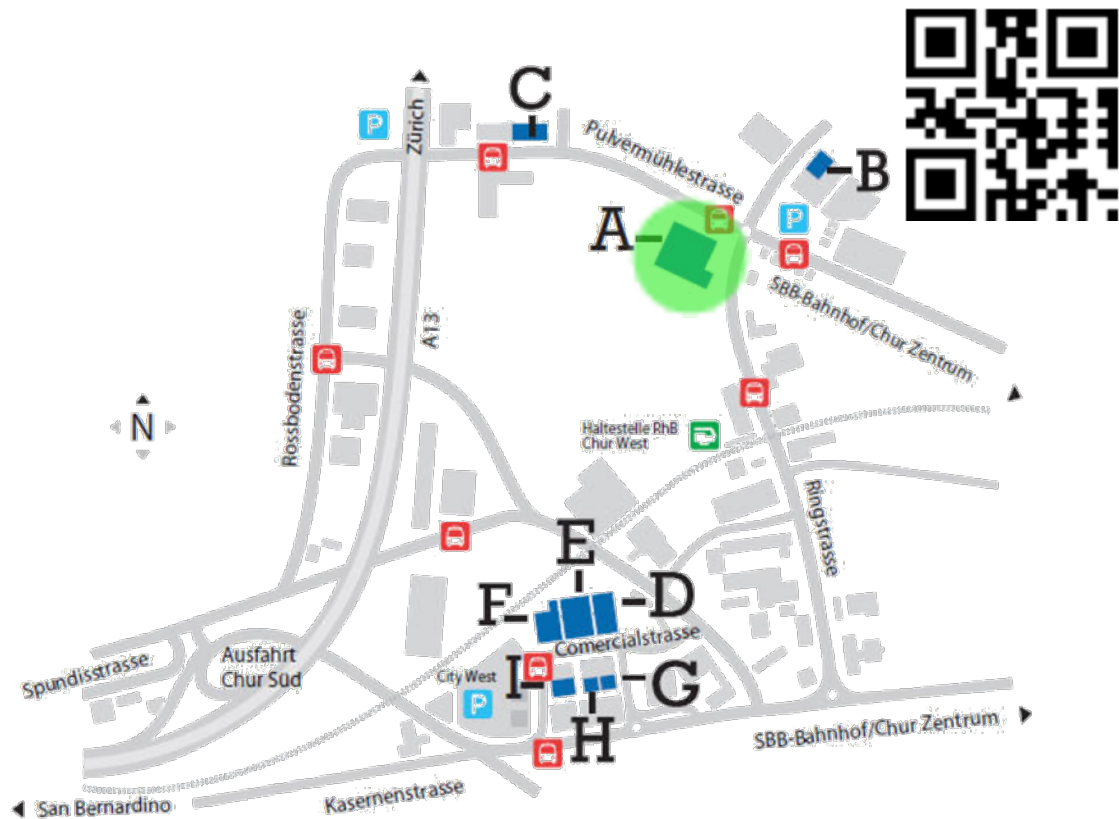 C
P
Zürich
Pulvermühlestrasse
B
P
A
SBB-Bahnhof/Chur Zentrum
A13
Rossbodenstrasse
N
Haltestelle RhB
Chur West
Ringstrasse
E
F
D
Comercialstrasse
Ausfahrt
Chur Süd
Spundisstrasse
City West
I
G
P
H
SBB-Bahnhof/Chur Zentrum
Kasernenstrasse
San Bernardino